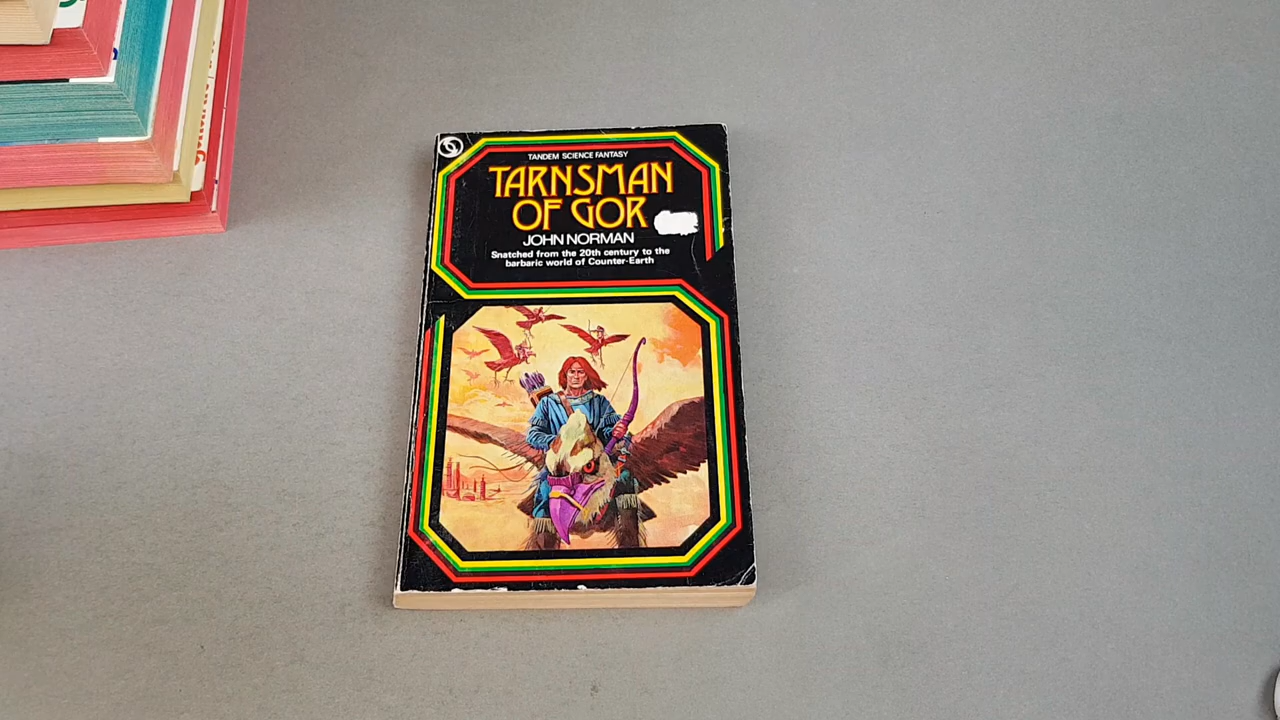 TANDEM SCIENCE FANTASY
TARNSMAN
OF GOR
JOHN NORMAN
Snatched from the 20th century to the
barbaric world of Counter-Earth